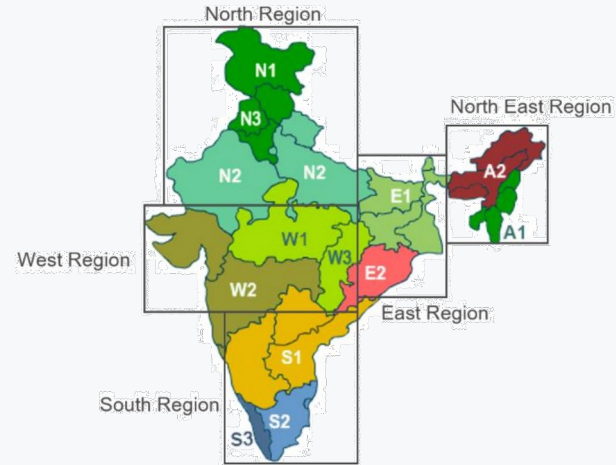 North Region
N1
N3
North East Region
N2
N2
E1
A2
A1
West Region
W1
W3
E2
W2
East Region
S1
South Region
S2
S3